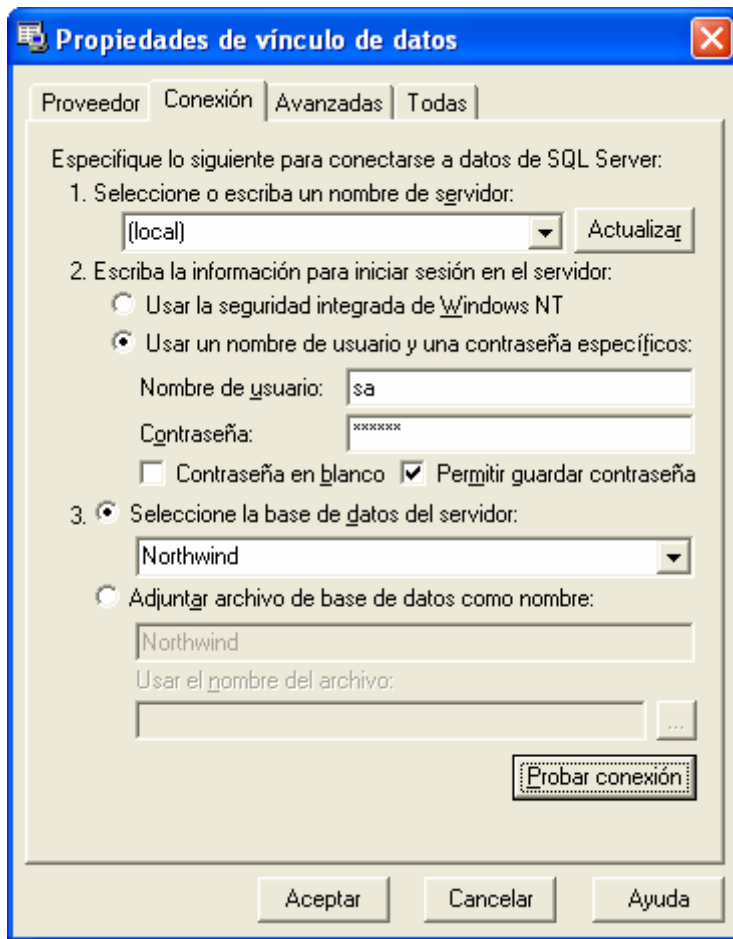 Propiedades de vínculo de datos
Proveedor Conexión Avanzadas Todas
Especifique lo siguiente para conectarse a datos de SQL Server:
1. Seleccione o escriba un nombre de servidor:
(local) Actualizar
2. Escriba la información para iniciar sesión en el servidor:
Usar la seguridad integrada de Windows NT
Usar un nombre de usuario y una contraseña específicos:
Nombre de usuario: sa
Contraseña: ******
Contraseña en blanco Permitir guardar contraseña
3. Seleccione la base de datos del servidor:
Northwind
Adjuntar archivo de base de datos como nombre:
Northwind
Usar el nombre del archivo:
...
Probar conexión
Aceptar Cancelar Ayuda